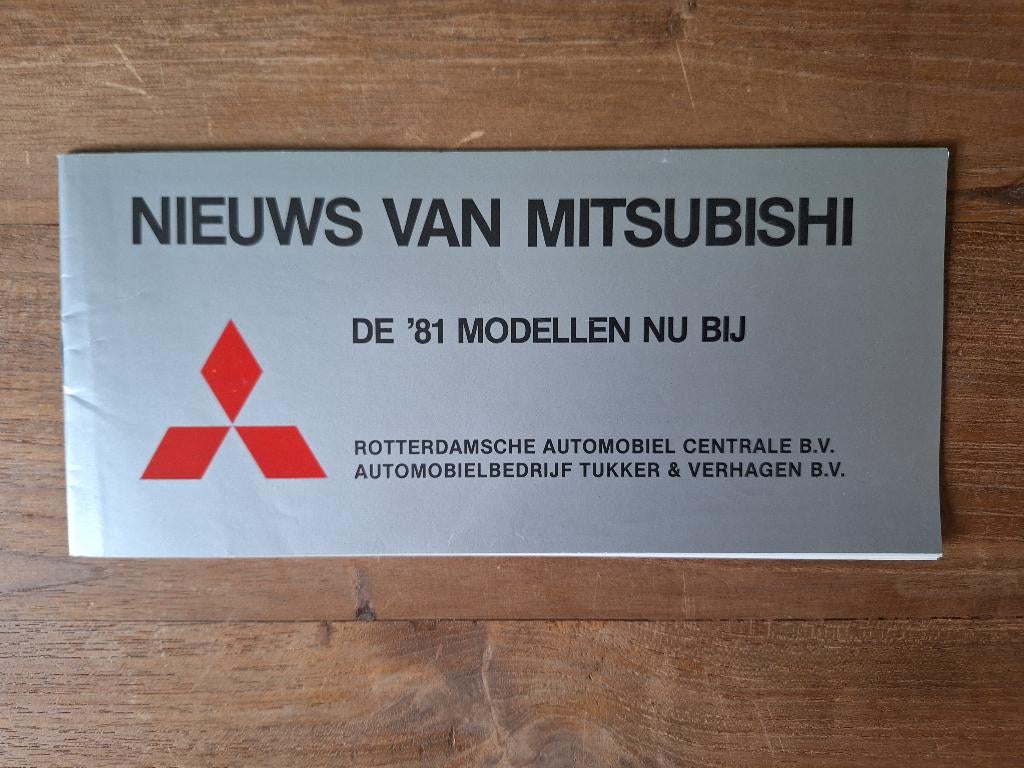 NIEUWS VAN MITSUBISHI
DE '81 MODELLEN NU BIJ
ROTTERDAMSCHE AUTOMOBIEL CENTRALE B.V.
AUTOMOBIELBEDRIJF TUKKER & VERHAGEN B.V.